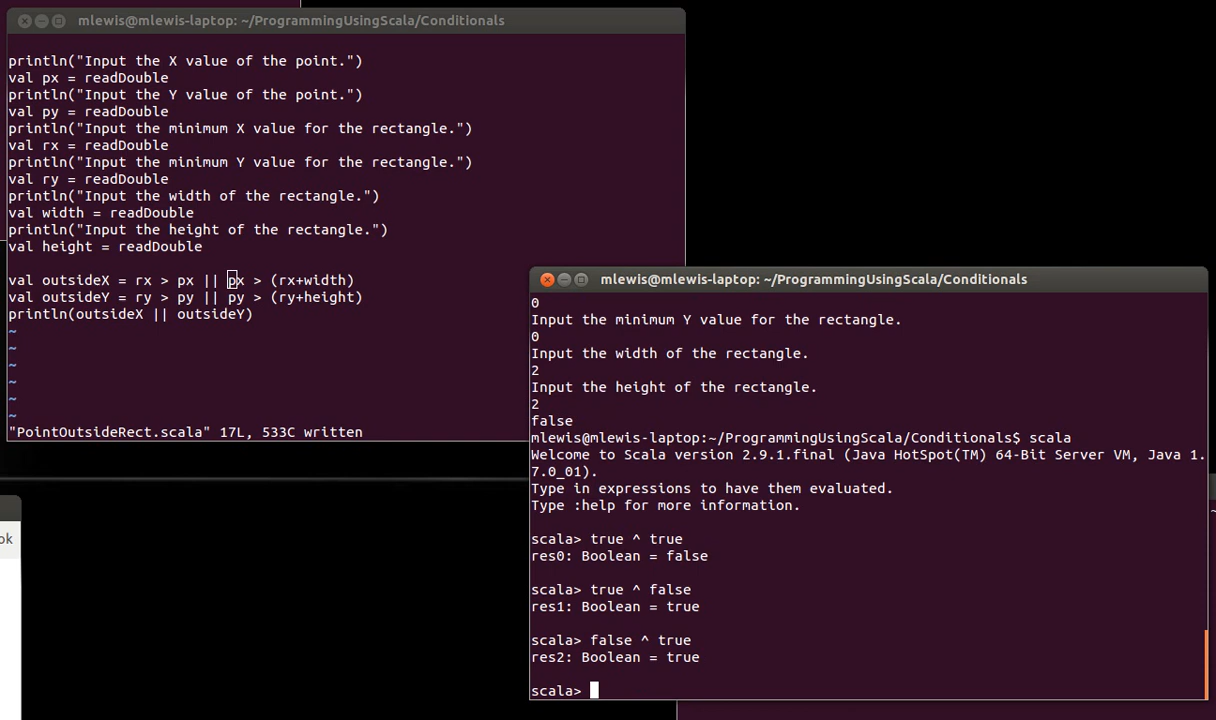 mlewis@mlewis-laptop: ~/ProgrammingUsingScala/Conditionals
println("Input the X value of the point.")
val px = readDouble
println("Input the Y value of the point.")
val py = readDouble
println("Input the minimum X value for the rectangle.")
val rx = readDouble
println("Input the minimum Y value for the rectangle.")
val ry = readDouble
println("Input the width of the rectangle.")
val width = readDouble
println("Input the height of the rectangle.")
val height = readDouble
val outsideX = rx > px || px > (rx+width)
val outsideY = ry > py || py > (ry+height)
println(outsideX || outsideY)
~
~
~
~
~
~
"PointOutsideRect.scala" 17L, 533C written
mlewis@mlewis-laptop: ~/ProgrammingUsingScala/Conditionals
0
Input the minimum Y value for the rectangle.
0
Input the width of the rectangle.
2
Input the height of the rectangle.
2
false
mlewis@mlewis-laptop:~/ProgrammingUsingScala/Conditionals$ scala
Welcome to Scala version 2.9.1.final (Java HotSpot(TM) 64-Bit Server VM, Java 1.
7.0_01).
Type in expressions to have them evaluated.
Type :help for more information.
scala> true ^ true
res0: Boolean = false
scala> true ^ false
res1: Boolean = true
scala> false ^ true
res2: Boolean = true
scala>
ok
~